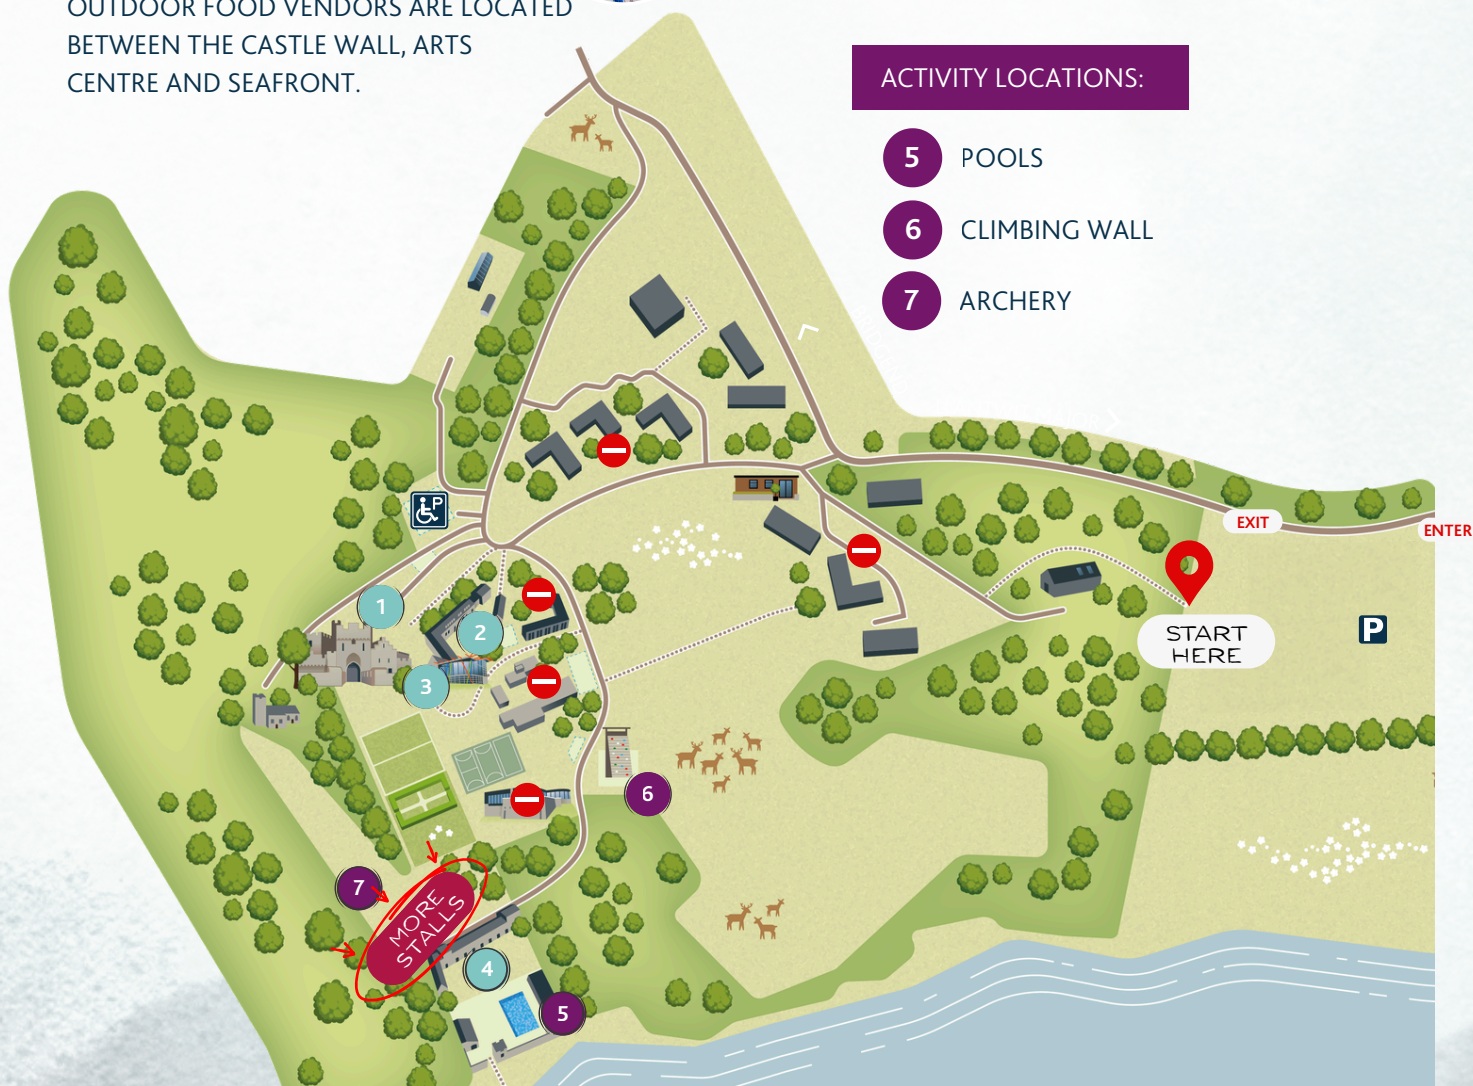 OUTDOOR FOOD VENDORS ARE LOCATED
BETWEEN THE CASTLE WALL, ARTS
CENTRE AND SEAFRONT.
ACTIVITY LOCATIONS:
5 POOLS
6 CLIMBING WALL
7 ARCHERY
P
EXIT
ENTER
1
2
START
HERE
P
3
6
7
MORE
STALLS
4
5